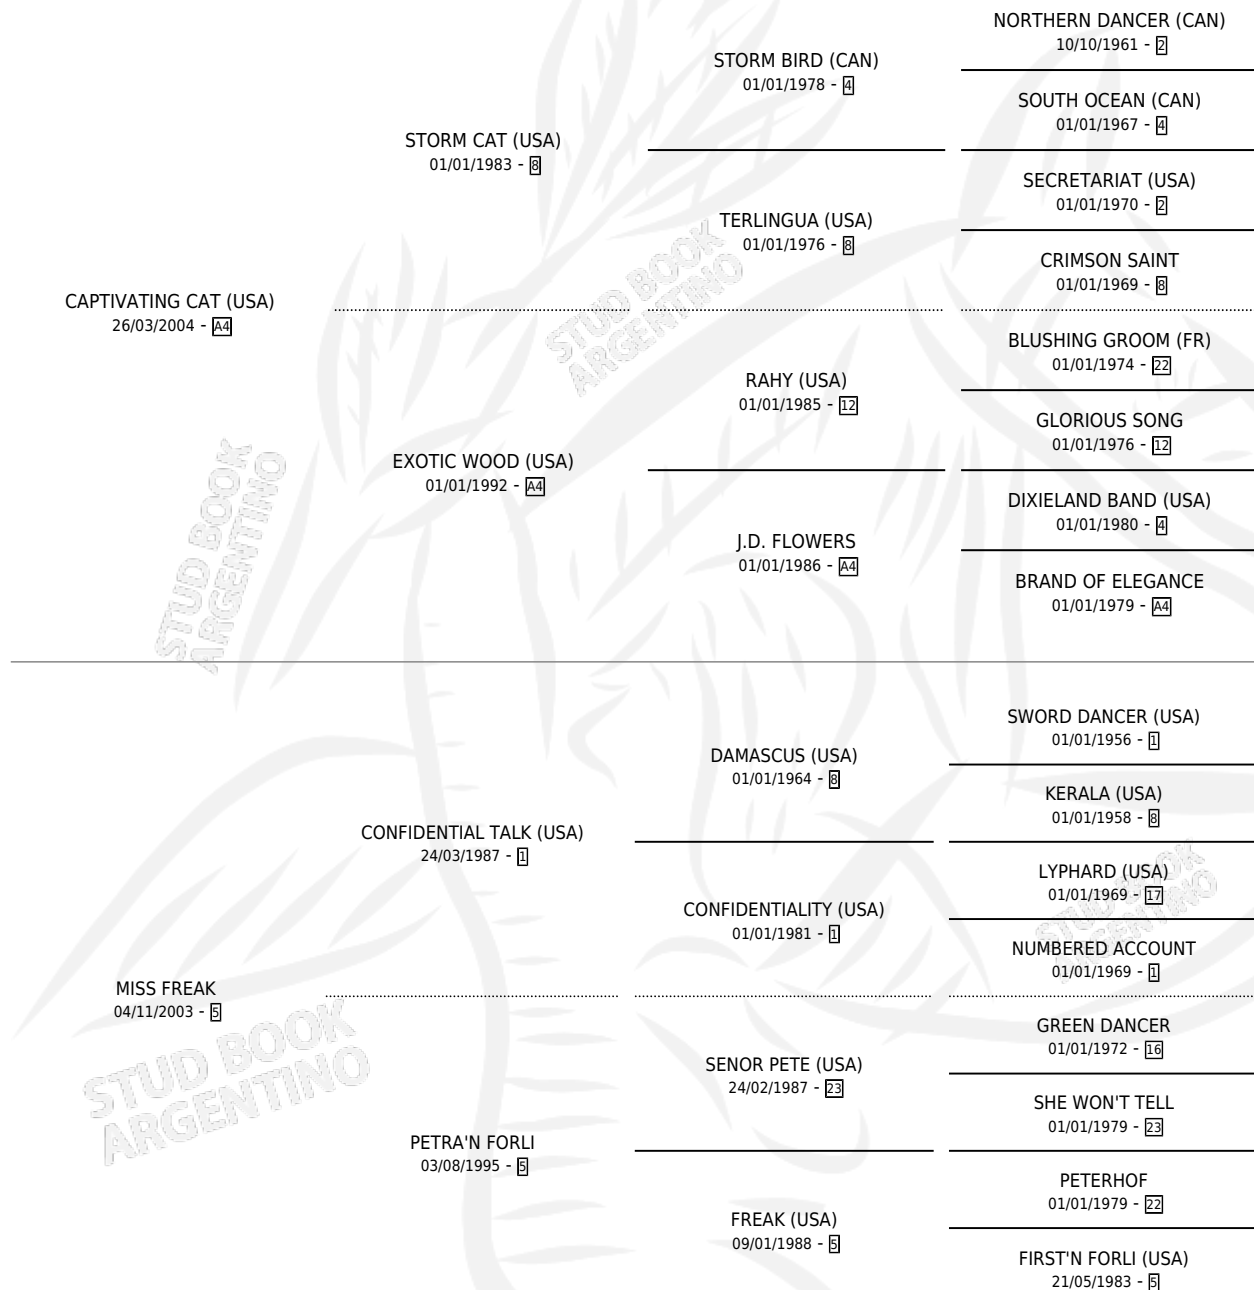 NORTHERN DANCER (CAN)
10/10/1961 - 2
STORM BIRD (CAN)
01/01/1978 - 4
SOUTH OCEAN (CAN)
01/01/1967 - 4
STORM CAT (USA)
01/01/1983 - 8
SECRETARIAT (USA)
01/01/1970 - 2
TERLINGUA (USA)
01/01/1976 - 8
CRIMSON SAINT
01/01/1969 - 8
CAPTIVATING CAT (USA)
26/03/2004 - A4
BLUSHING GROOM (FR)
01/01/1974 - 22
RAHY (USA)
01/01/1985 - 12
GLORIOUS SONG
01/01/1976 - 12
EXOTIC WOOD (USA)
01/01/1992 - A4
DIXIELAND BAND (USA)
01/01/1980 - 4
J.D. FLOWERS
01/01/1986 - A4
BRAND OF ELEGANCE
01/01/1979 - A4
SWORD DANCER (USA)
01/01/1956 - 1
DAMASCUS (USA)
01/01/1964 - 8
KERALA (USA)
01/01/1958 - 8
CONFIDENTIAL TALK (USA)
24/03/1987 - 1
LYPHARD (USA)
01/01/1969 - 17
CONFIDENTIALITY (USA)
01/01/1981 - 1
NUMBERED ACCOUNT
01/01/1969 - 1
MISS FREAK
04/11/2003 - 5
GREEN DANCER
01/01/1972 - 16
SENOR PETE (USA)
24/02/1987 - 23
SHE WON'T TELL
01/01/1979 - 23
PETRA'N FORLI
03/08/1995 - 5
PETERHOF
01/01/1979 - 22
FREAK (USA)
09/01/1988 - 5
FIRST'N FORLI (USA)
21/05/1983 - 5
STUD BOOK
ARGENTINO
STUD BOOK
ARGENTINO
STUD BOOK
ARGENTINO
STUD BOOK
ARGENTINO